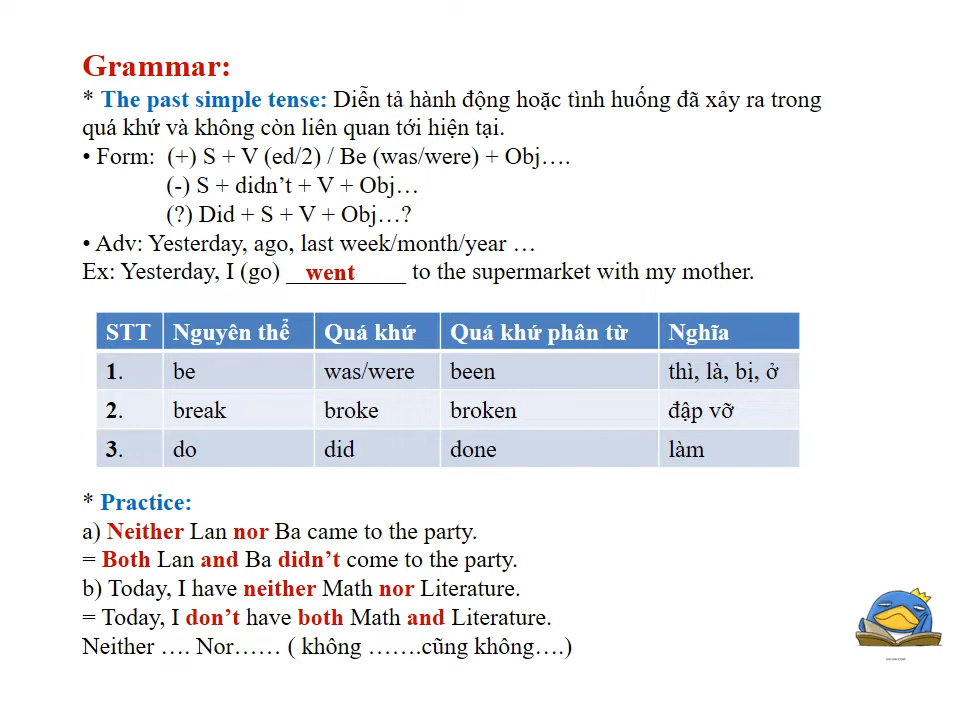 Grammar:
* The past simple tense: Diễn tả hành động hoặc tình huống đã xảy ra trong
quá khứ và không còn liên quan tới hiện tại.
• Form: (+) S + V (ed/2) / Be (was/were) + Obj….
(-) S + didn’t + V + Obj…
(?) Did + S + V + Obj…?
• Adv: Yesterday, ago, last week/month/year …
Ex: Yesterday, I (go) __went__ to the supermarket with my mother.
STT Nguyên thể Quá khứ Quá khứ phân từ Nghĩa
1. be was/were been thì, là, bị, ở
2. break broke broken đập vỡ
3. do did done làm
* Practice:
a) Neither Lan nor Ba came to the party.
= Both Lan and Ba didn’t come to the party.
b) Today, I have neither Math nor Literature.
= Today, I don’t have both Math and Literature.
Neither …. Nor…… ( không …….cũng không….)